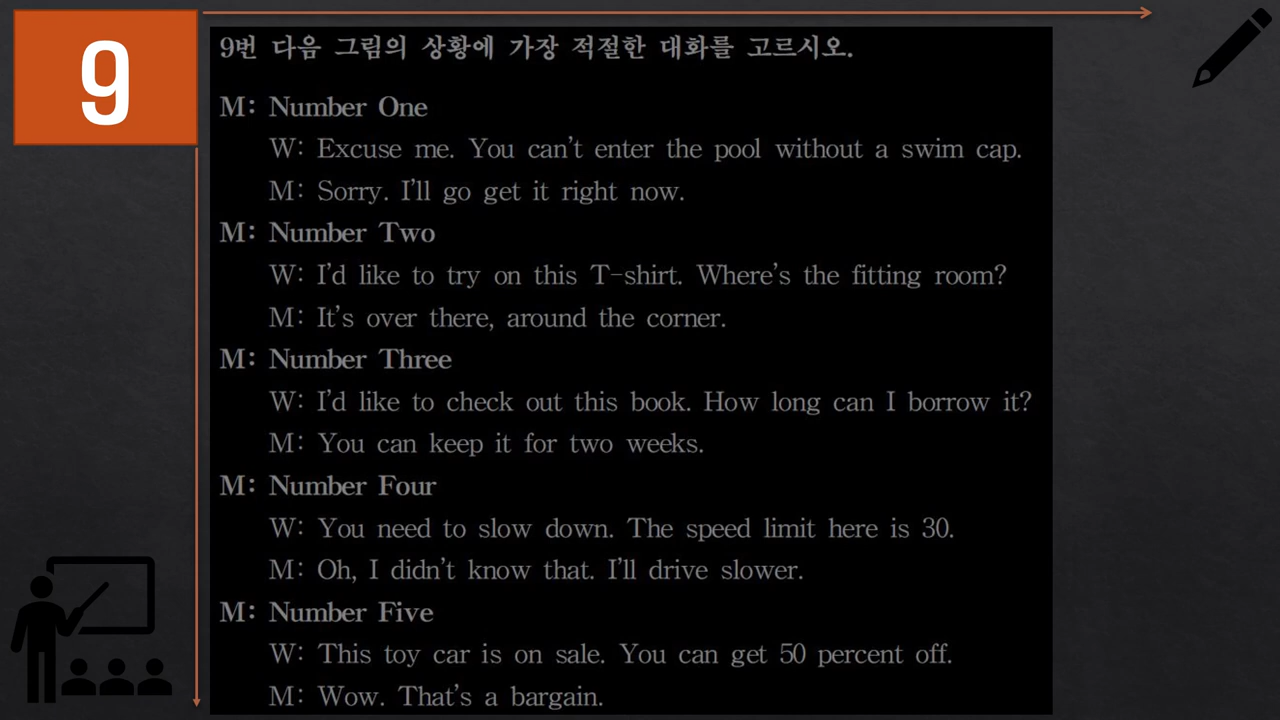 9
9번 다음 그림의 상황에 가장 적절한 대화를 고르시오.
M: Number One
W: Excuse me. You can't enter the pool without a swim cap.
M: Sorry. I'll go get it right now.
M: Number Two
W: I'd like to try on this T-shirt. Where's the fitting room?
M: It's over there, around the corner.
M: Number Three
W: I'd like to check out this book. How long can I borrow it?
M: You can keep it for two weeks.
M: Number Four
W: You need to slow down. The speed limit here is 30.
M: Oh, I didn't know that. I'll drive slower.
M: Number Five
W: This toy car is on sale. You can get 50 percent off.
M: Wow. That's a bargain.